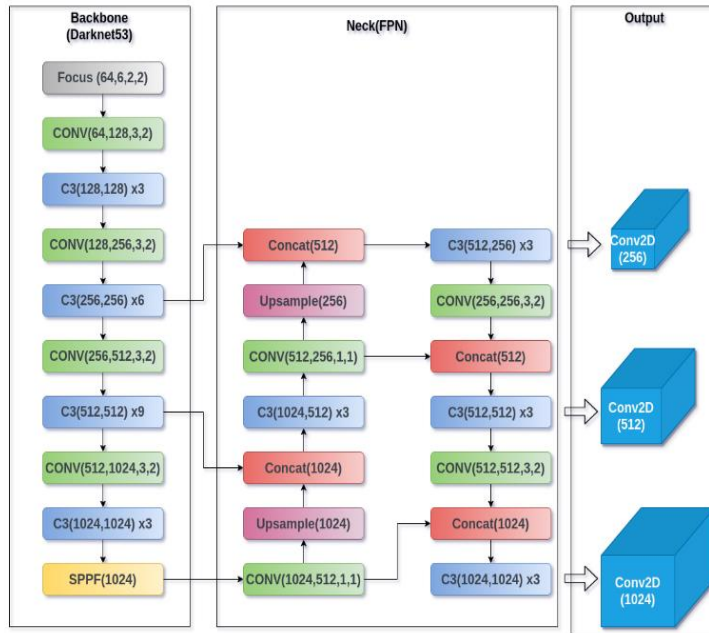 Backbone
(Darknet53)
Focus (64,6,2,2)
CONV(64,128,3,2)
C3(128,128) x3
CONV(128,256,3,2)
C3(256,256) x6
CONV(256,512,3,2)
C3(512,512) x9
CONV(512,1024,3,2)
C3(1024,1024) x3
SPPF(1024)
Neck(FPN)
Concat(512)
Upsample(256)
CONV(512,256,1,1)
C3(1024,512) x3
Concat(1024)
Upsample(1024)
CONV(1024,512,1,1)
C3(512,256) x3
CONV(256,256,3,2)
Concat(512)
C3(512,512) x3
CONV(512,512,3,2)
Concat(1024)
C3(1024,1024) x3
Output
Conv2D
(256)
Conv2D
(512)
Conv2D
(1024)